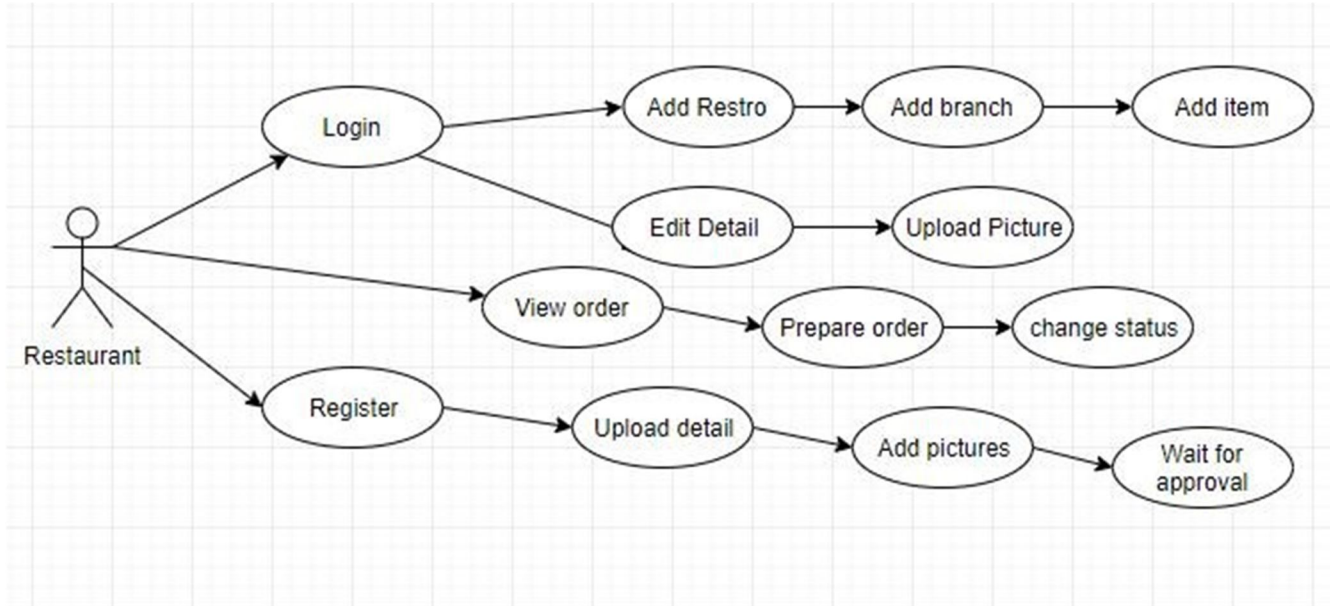 Login
Add Restro
Add branch
Add item
Edit Detail
Upload Picture
View order
Prepare order
change status
Restaurant
Register
Upload detail
Add pictures
Wait for
approval